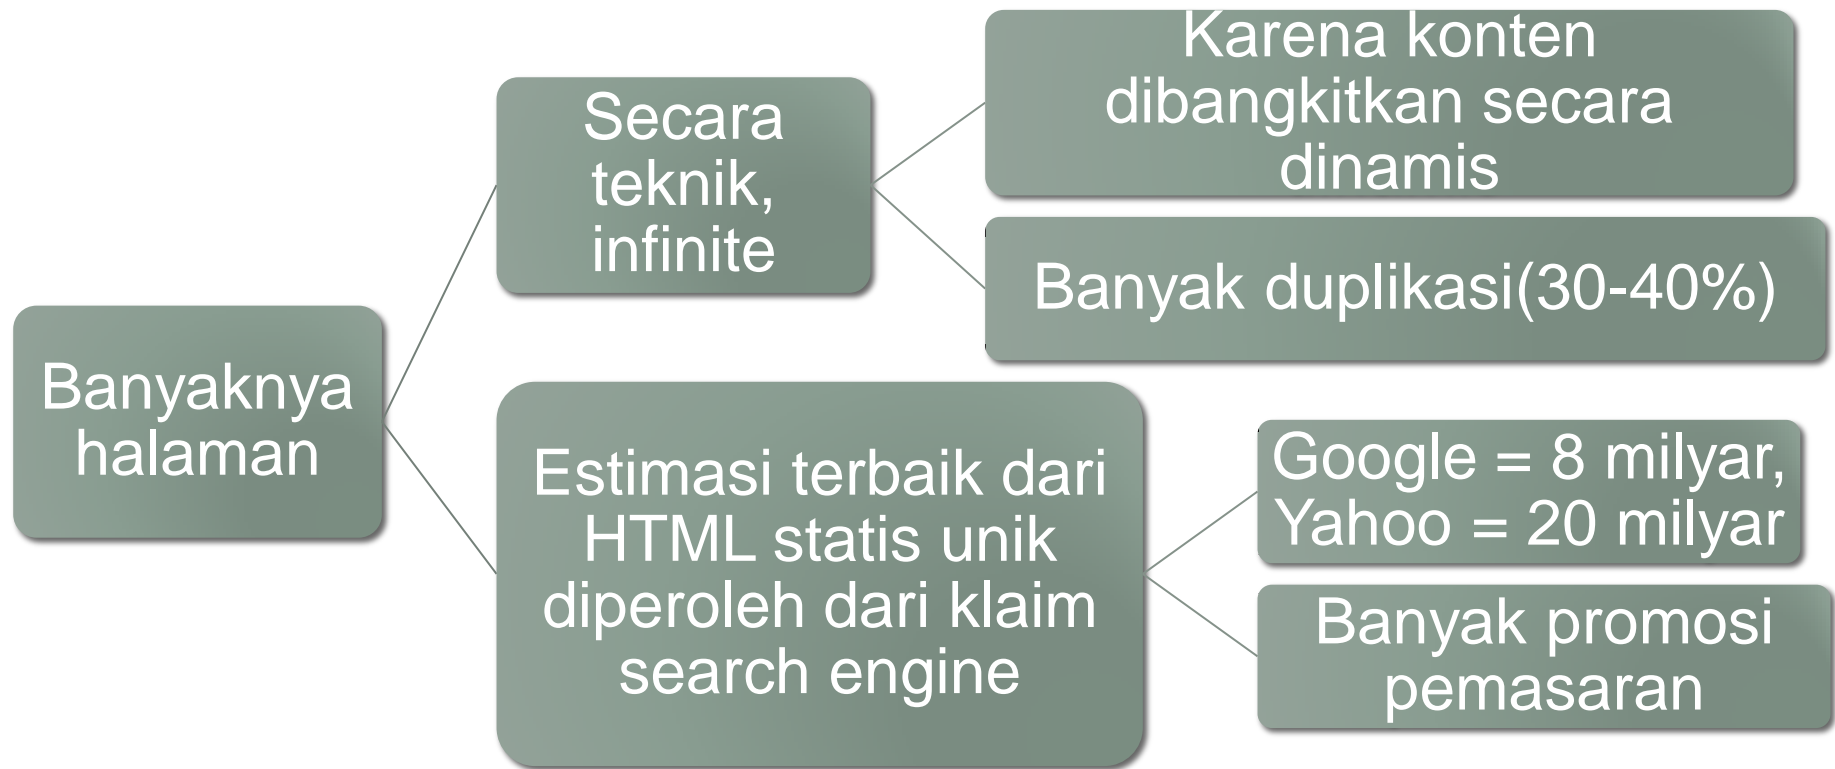 Banyaknya
halaman
Secara
teknik,
infinite
Karena konten
dibangkitkan secara
dinamis
Banyak duplikasi(30-40%)
Estimasi terbaik dari
HTML statis unik
diperoleh dari klaim
search engine
Google = 8 milyar,
Yahoo = 20 milyar
Banyak promosi
pemasaran